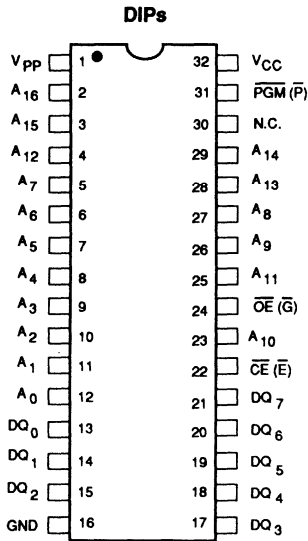 DIPs
VPP 1 32 VCC
A16 2 31 PGM (P)
A15 3 30 N.C.
A12 4 29 A14
A7 5 28 A13
A6 6 27 A8
A5 7 26 A9
A4 8 25 A11
A3 9 24 OE (G)
A2 10 23 A10
A1 11 22 CE (E)
A0 12 21 DQ7
DQ0 13 20 DQ6
DQ1 14 19 DQ5
DQ2 15 18 DQ4
GND 16 17 DQ3